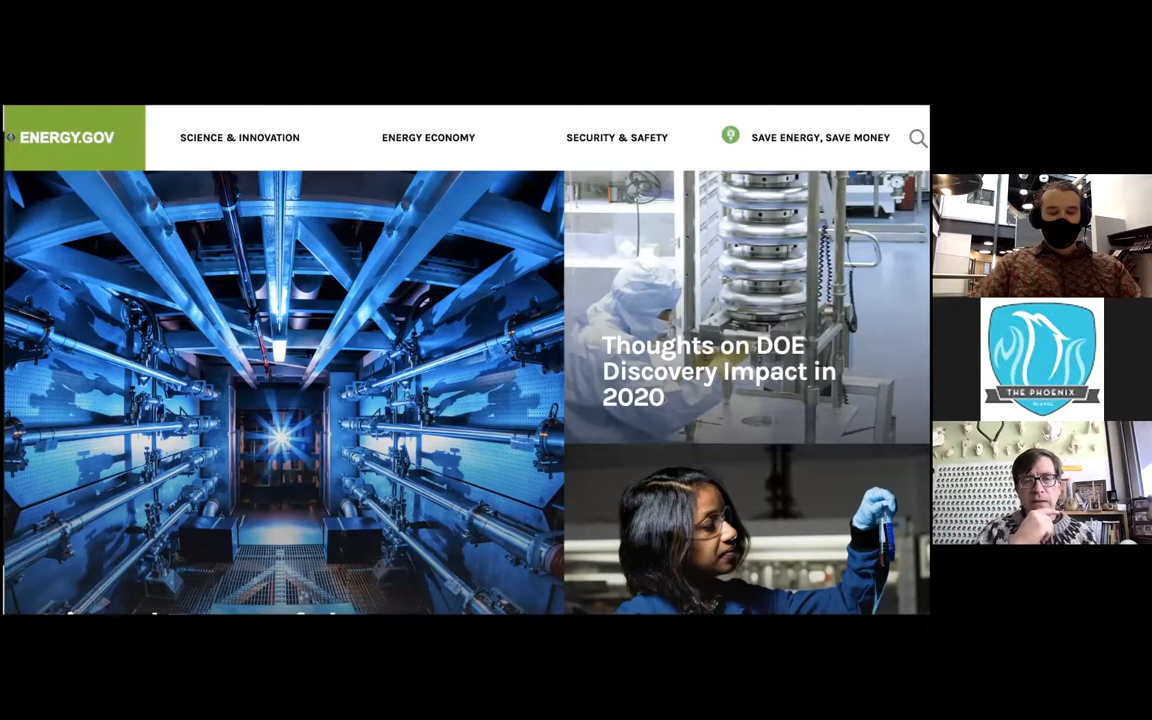 ENERGY.GOV
SCIENCE & INNOVATION
ENERGY ECONOMY
SECURITY & SAFETY
SAVE ENERGY, SAVE MONEY
Thoughts on DOE
Discovery Impact in
2020
THE PHOENIX